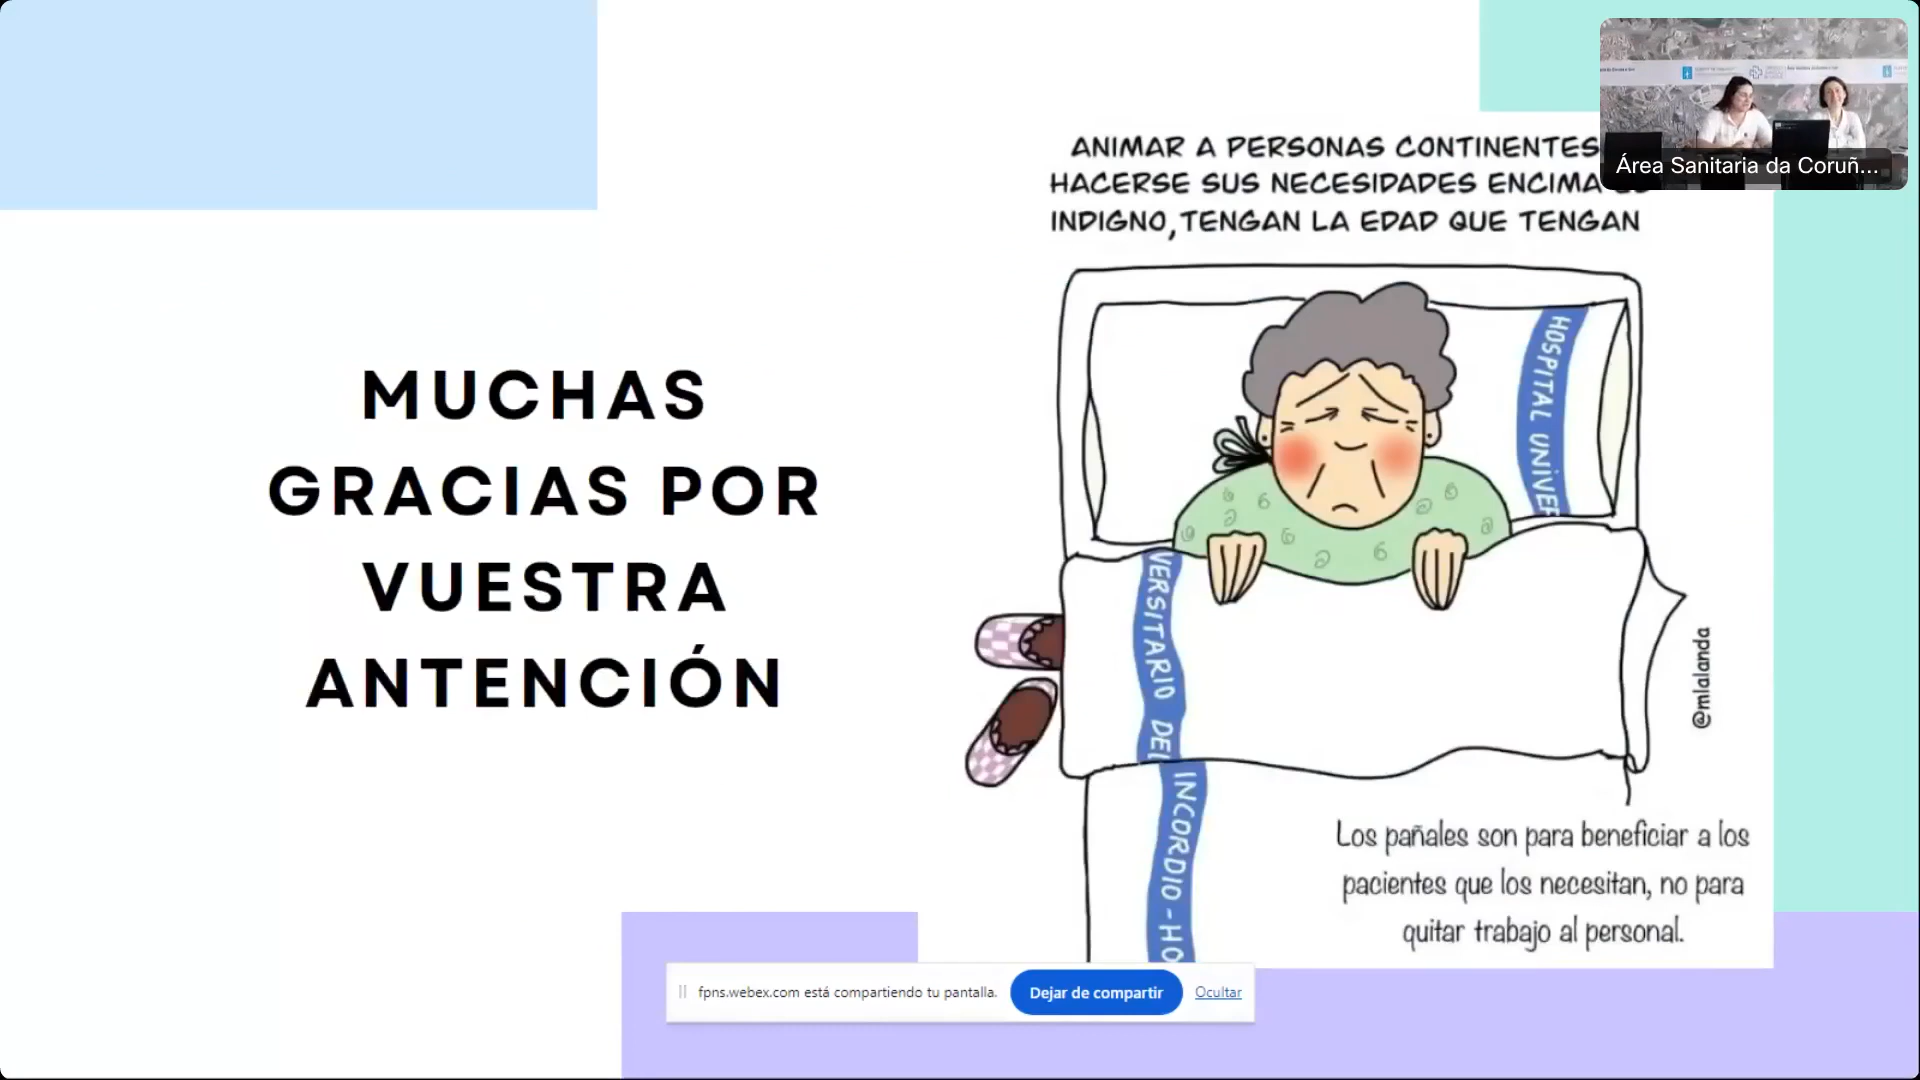 MUCHAS
GRACIAS POR
VUESTRA
ANTENCIÓN
ANIMAR A PERSONAS CONTINENTES
HACERSE SUS NECESIDADES ENCIMA
INDIGNO, TENGAN LA EDAD QUE TENGAN
HOSPITAL UNIVER
VERSITARIO DEL
INCORDIO - HO
@mlalanda
Los pañales son para beneficiar a los
pacientes que los necesitan, no para
quitar trabajo al personal.
Área Sanitaria da Coruñ...
fpns.webex.com está compartiendo tu pantalla.
Dejar de compartir
Ocultar